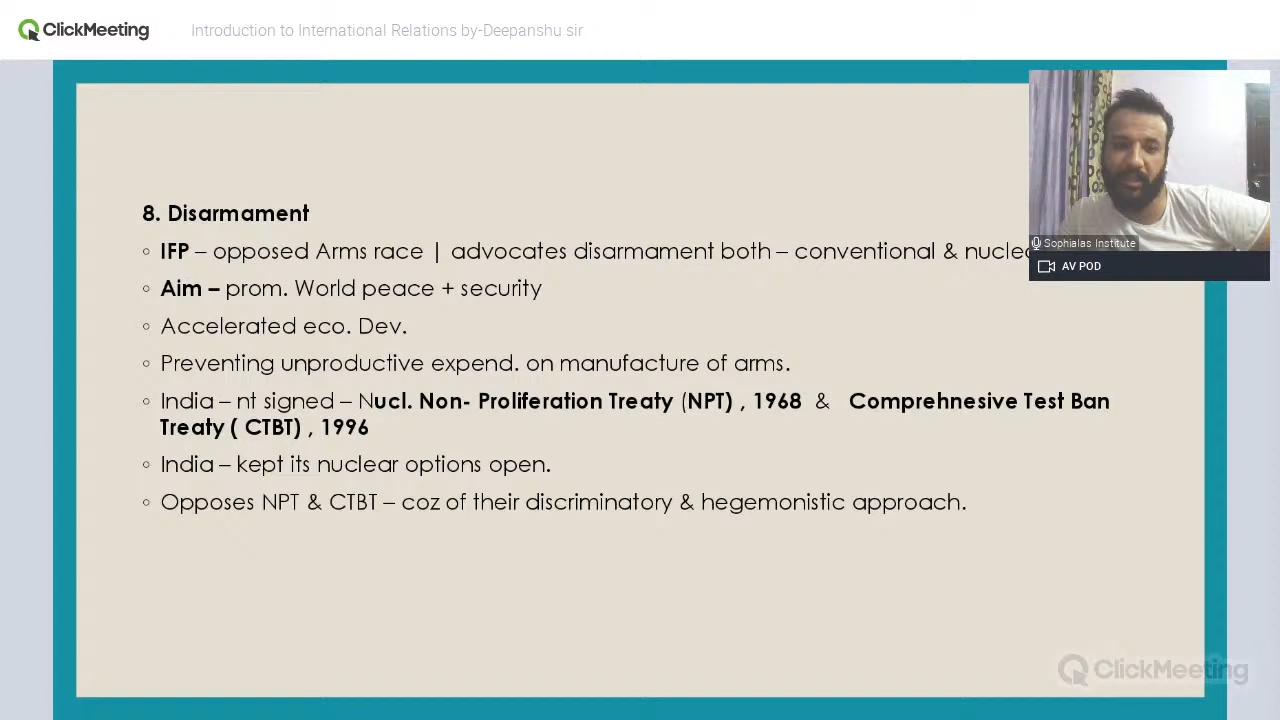 ClickMeeting
Introduction to International Relations by-Deepanshu sir
8. Disarmament
◦ IFP – opposed Arms race | advocates disarmament both – conventional &
Sophialas Institute
AV POD
◦ Aim – prom. World peace + security
◦ Accelerated eco. Dev.
◦ Preventing unproductive expend. on manufacture of arms.
◦ India – nt signed – Nucl. Non- Proliferation Treaty (NPT) , 1968 & Comprehnesive Test Ban
Treaty ( CTBT) , 1996
◦ India – kept its nuclear options open.
◦ Opposes NPT & CTBT – coz of their discriminatory & hegemonistic approach.
ClickMeeting